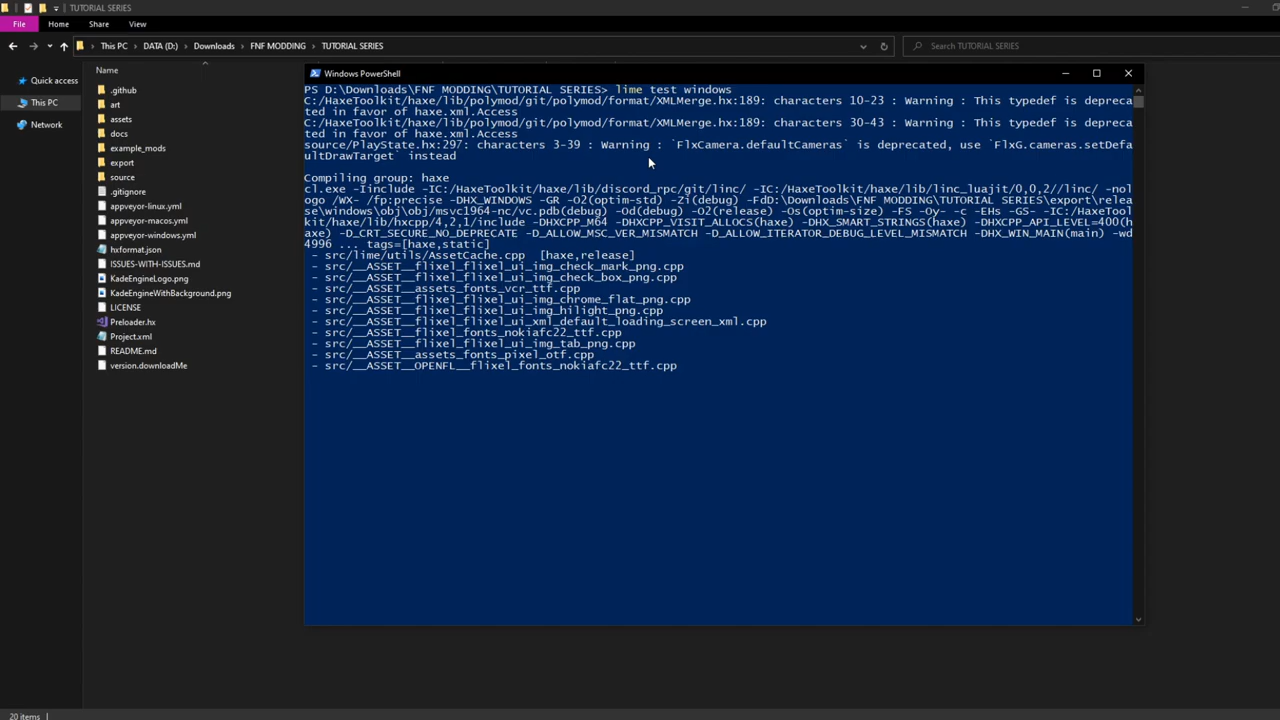 TUTORIAL SERIES
File Home Share View
This PC DATA (D:) Downloads FNF MODDING TUTORIAL SERIES
Search TUTORIAL SERIES
Quick access
This PC
Network
Name
.github
art
assets
docs
example_mods
export
source
.gitignore
appveyor-linux.yml
appveyor-macos.yml
appveyor-windows.yml
hxformat.json
ISSUES-WITH-ISSUES.md
KadeEngineLogo.png
KadeEngineWithBackground.png
LICENSE
Preloader.hx
Project.xml
README.md
version.downloadMe
Windows PowerShell
PS D:\Downloads\FNF MODDING\TUTORIAL SERIES> lime test windows
C:/HaxeToolkit/haxe/lib/polymod/git/polymod/format/XMLMerge.hx:189: characters 10-23 : Warning : This typedef is depreca
ted in favor of haxe.xml.Access
C:/HaxeToolkit/haxe/lib/polymod/git/polymod/format/XMLMerge.hx:189: characters 30-43 : Warning : This typedef is depreca
ted in favor of haxe.xml.Access
source/PlayState.hx:297: characters 3-39 : Warning : `FlxCamera.defaultCameras` is deprecated, use `FlxG.cameras.setDefa
ultDrawTarget` instead
Compiling group: haxe
cl.exe -Iinclude -IC:/HaxeToolkit/haxe/lib/discord_rpc/git/linc/ -IC:/HaxeToolkit/haxe/lib/linc_luajit/0,0,2//linc/ -nol
ogo /WX- /fp:precise -DHX_WINDOWS -GR -O2(optim-std) -Zi(debug) -FdD:\Downloads\FNF MODDING\TUTORIAL SERIES\export\relea
se\windows\obj\obj/msvc1964-nc/vc.pdb(debug) -Od(debug) -O2(release) -Os(optim-size) -FS -Oy- -c -EHs -GS- -IC:/HaxeTool
kit/haxe/lib/hxcpp/4,2,1/include -DHXCPP_M64 -DHXCPP_VISIT_ALLOCS(haxe) -DHX_SMART_STRINGS(haxe) -DHXCPP_API_LEVEL=400(h
axe) -D_CRT_SECURE_NO_DEPRECATE -D_ALLOW_MSC_VER_MISMATCH -D_ALLOW_ITERATOR_DEBUG_LEVEL_MISMATCH -DHX_WIN_MAIN(main) -wd
4996 ... tags=[haxe,static]
- src/lime/utils/AssetCache.cpp [haxe,release]
- src/__ASSET__flixel_flixel_ui_img_check_mark_png.cpp
- src/__ASSET__flixel_flixel_ui_img_check_box_png.cpp
- src/__ASSET__assets_fonts_vcr_ttf.cpp
- src/__ASSET__flixel_flixel_ui_img_chrome_flat_png.cpp
- src/__ASSET__flixel_flixel_ui_img_hilight_png.cpp
- src/__ASSET__flixel_flixel_ui_xml_default_loading_screen_xml.cpp
- src/__ASSET__flixel_fonts_nokiafc22_ttf.cpp
- src/__ASSET__flixel_flixel_ui_img_tab_png.cpp
- src/__ASSET__assets_fonts_pixel_otf.cpp
- src/__ASSET__OPENFL__flixel_fonts_nokiafc22_ttf.cpp
20 items